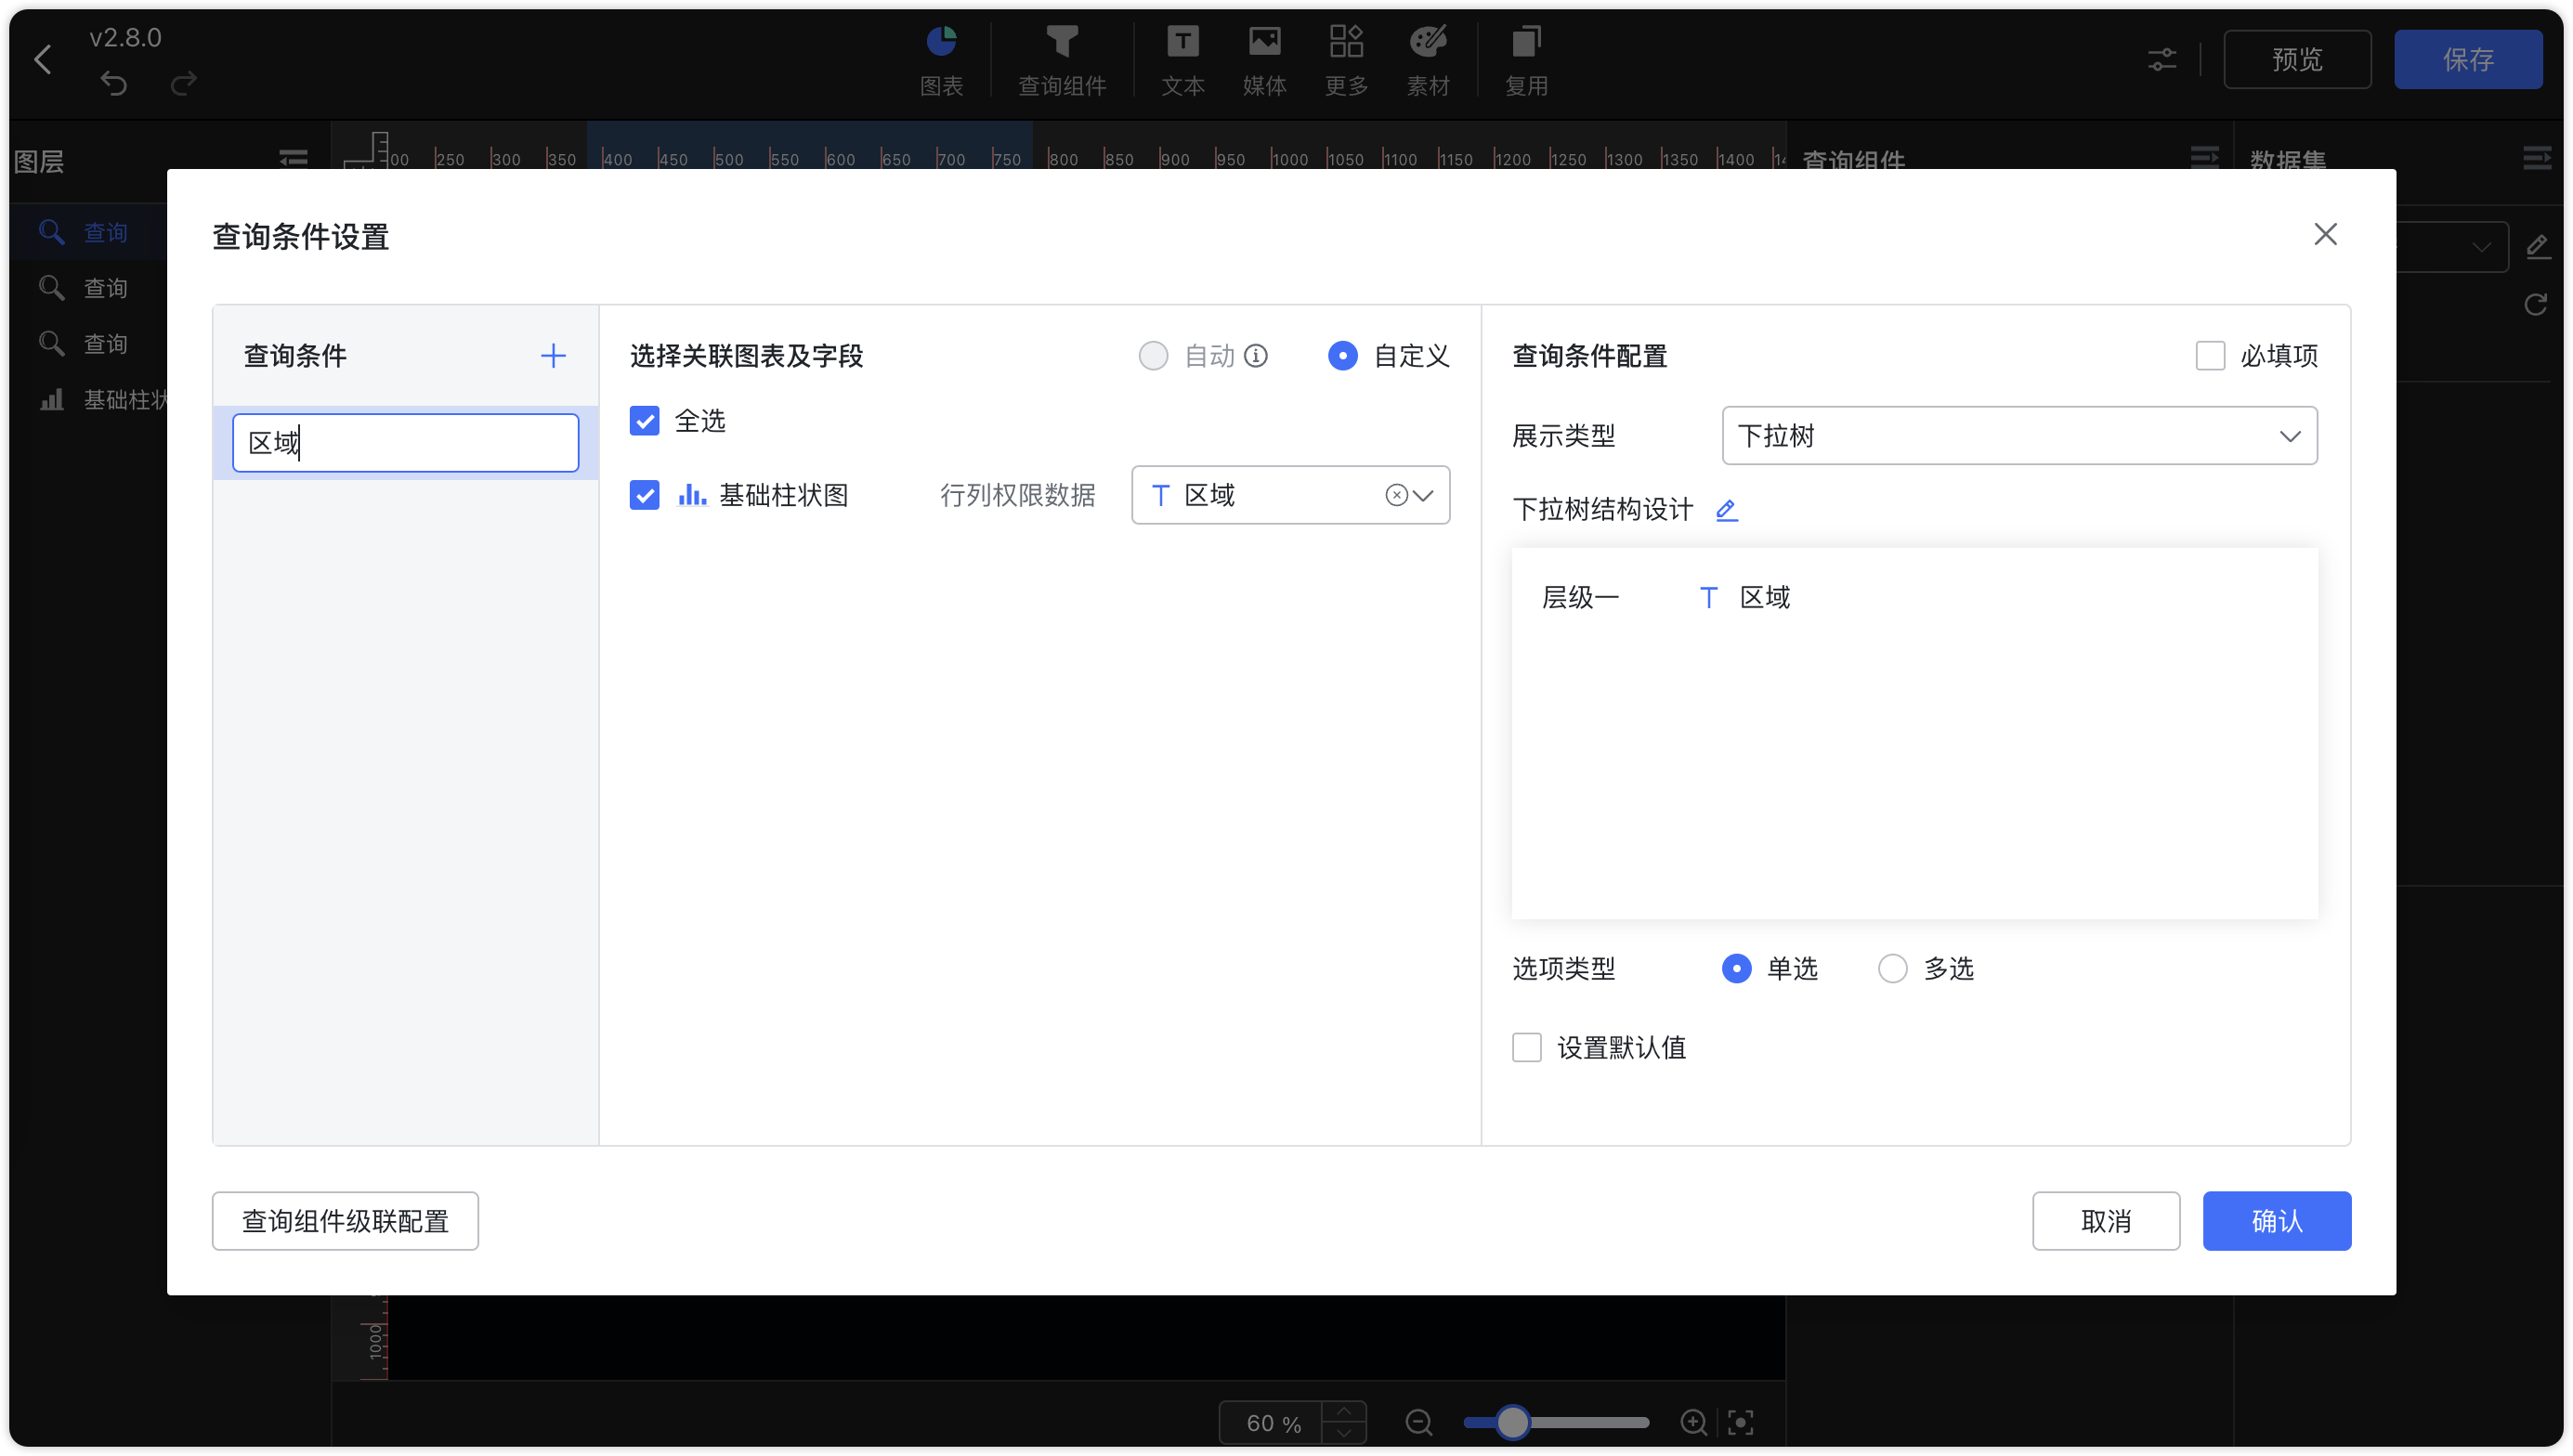 v2.8.0
图表
查询组件
文本
媒体
更多
素材
复用
预览
保存
图层
250 300 350 400 450 500 550 600 650 700 750 800 850 900 950 1000 1050 1100 1150 1200 1250 1300 1350 1400
查询组件
数据集
查询
查询
查询
基础柱状
查询条件设置
查询条件
区域
选择关联图表及字段
自动
自定义
全选
基础柱状图
行列权限数据
T 区域
查询条件配置
必填项
展示类型
下拉树
下拉树结构设计
层级一
T 区域
选项类型
单选
多选
设置默认值
查询组件级联配置
取消
确认
1000
60 %